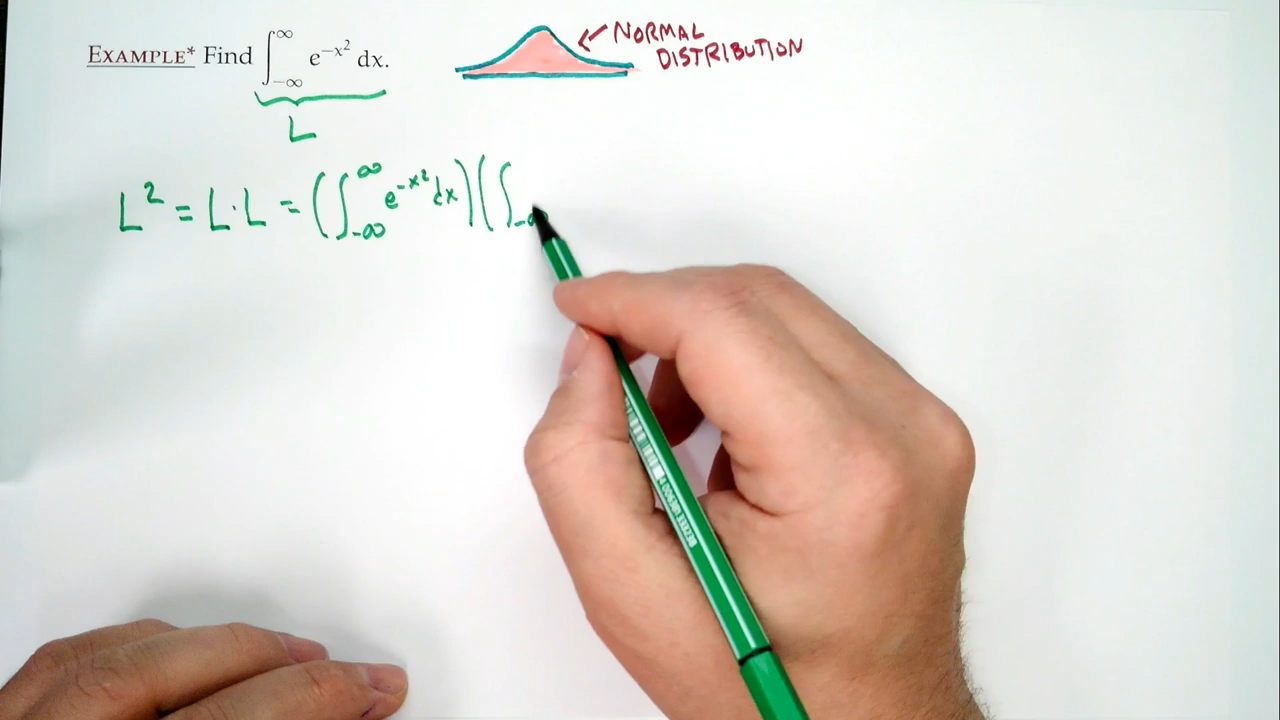 EXAMPLE* Find ∫_{-∞}^{∞} e^{-x²} dx.
NORMAL
DISTRIBUTION
L
L² = L·L = (∫_{-∞}^{∞} e^{-x²} dx)(∫_{-∞}